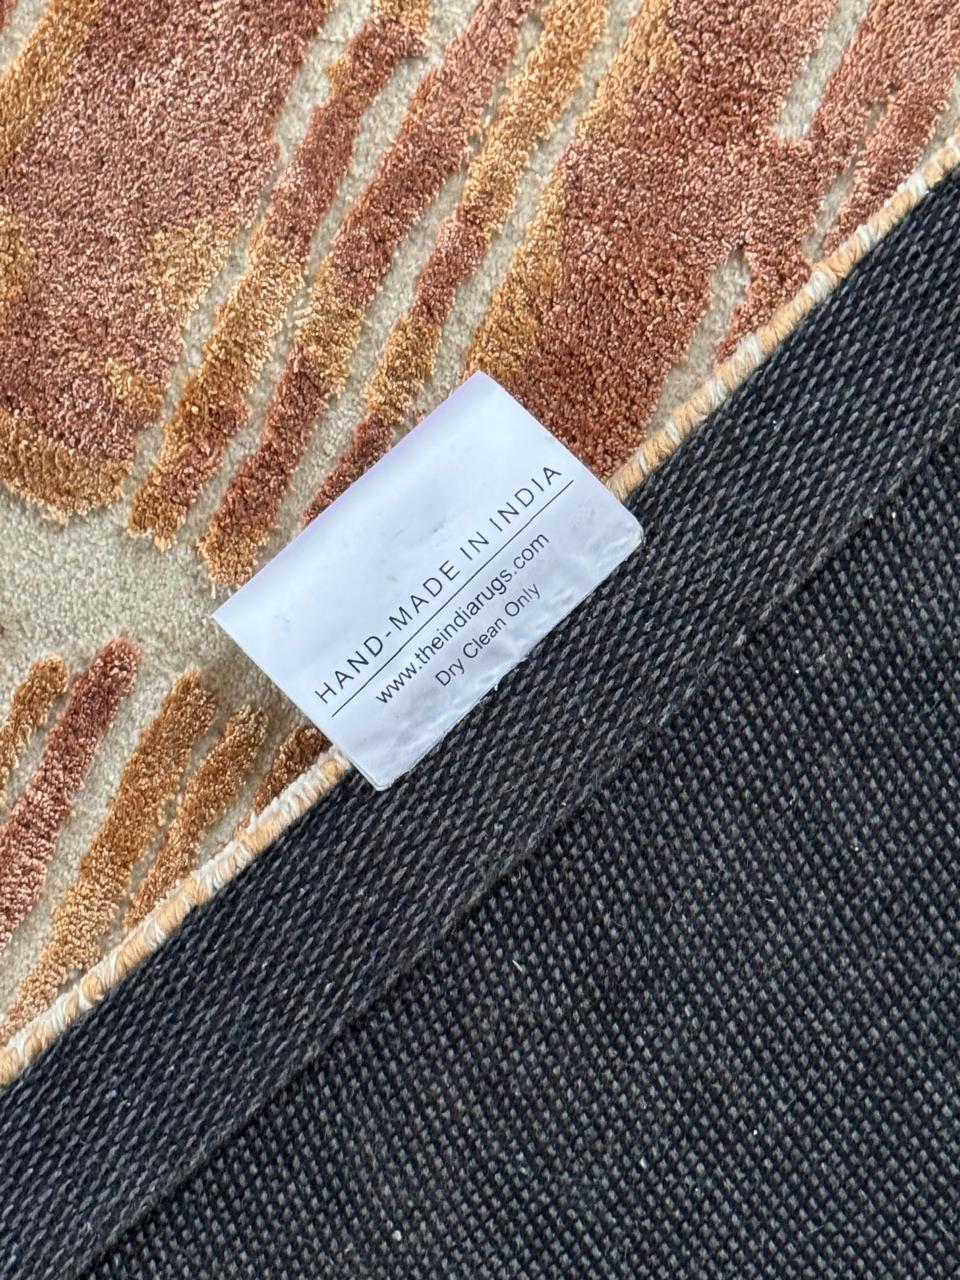 HAND-MADE IN INDIA
www.theindiarugs.com
Dry Clean Only